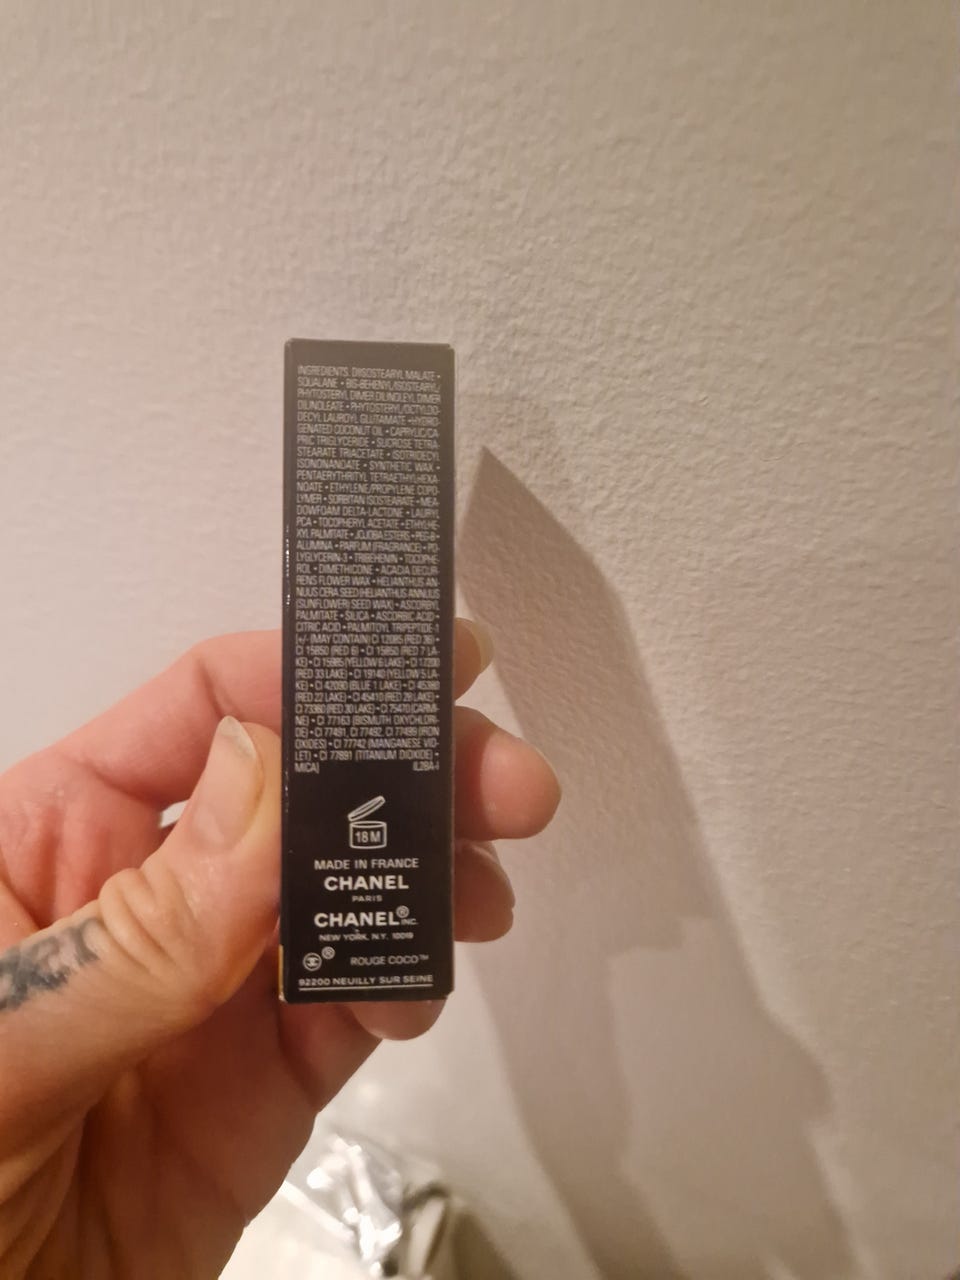 INGREDIENTS: DIISOSTEARYL MALATE •
SQUALANE • BIS-BEHENYL/ISOSTEARYL/
PHYTOSTERYL DIMER DILINOLEYL DIMER
DILINOLEATE • PHYTOSTERYL/OCTYLDO-
DECYL LAUROYL GLUTAMATE • HYDRO-
GENATED COCONUT OIL • CAPRYLIC/CA-
PRIC TRIGLYCERIDE • SUCROSE TETRA-
STEARATE TRIACETATE • ISOTRIDECYL
ISONONANOATE • SYNTHETIC WAX •
PENTAERYTHRITYL TETRAETHYLHEXA-
NOATE • ETHYLENE/PROPYLENE COPO-
LYMER • SORBITAN ISOSTEARATE • MEA-
DOWFOAM DELTA-LACTONE • LAURYL
PCA • TOCOPHERYL ACETATE • ETHYLHE-
XYL PALMITATE • JOJOBA ESTERS • PEG-8 •
ALUMINA • PARFUM (FRAGRANCE) • PO-
LYGLYCERIN-3 • TRIBEHENIN • TOCOPHE-
ROL • DIMETHICONE • ACACIA DECUR-
RENS FLOWER WAX • HELIANTHUS AN-
NUUS CERA SEED (HELIANTHUS ANNUUS
(SUNFLOWER) SEED WAX) • ASCORBYL
PALMITATE • SILICA • ASCORBIC ACID •
CITRIC ACID • PALMITOYL TRIPEPTIDE-1
[+/- (MAY CONTAIN) CI 12085 (RED 36) •
CI 15850 (RED 6) • CI 15850 (RED 7 LA-
KE) • CI 15985 (YELLOW 6 LAKE) • CI 17200
(RED 33 LAKE) • CI 19140 (YELLOW 5 LA-
KE) • CI 42090 (BLUE 1 LAKE) • CI 45380
(RED 22 LAKE) • CI 45410 (RED 28 LAKE) •
CI 73360 (RED 30 LAKE) • CI 75470 (CARMI-
NE) • CI 77163 (BISMUTH OXYCHLORI-
DE) • CI 77491, CI 77492, CI 77499 (IRON
OXIDES) • CI 77742 (MANGANESE VIO-
LET) • CI 77891 (TITANIUM DIOXIDE) •
MICA] IL28A-I
18 M
MADE IN FRANCE
CHANEL
PARIS
CHANEL® INC.
NEW YORK, N.Y. 10019
® ROUGE COCO™
92200 NEUILLY SUR SEINE